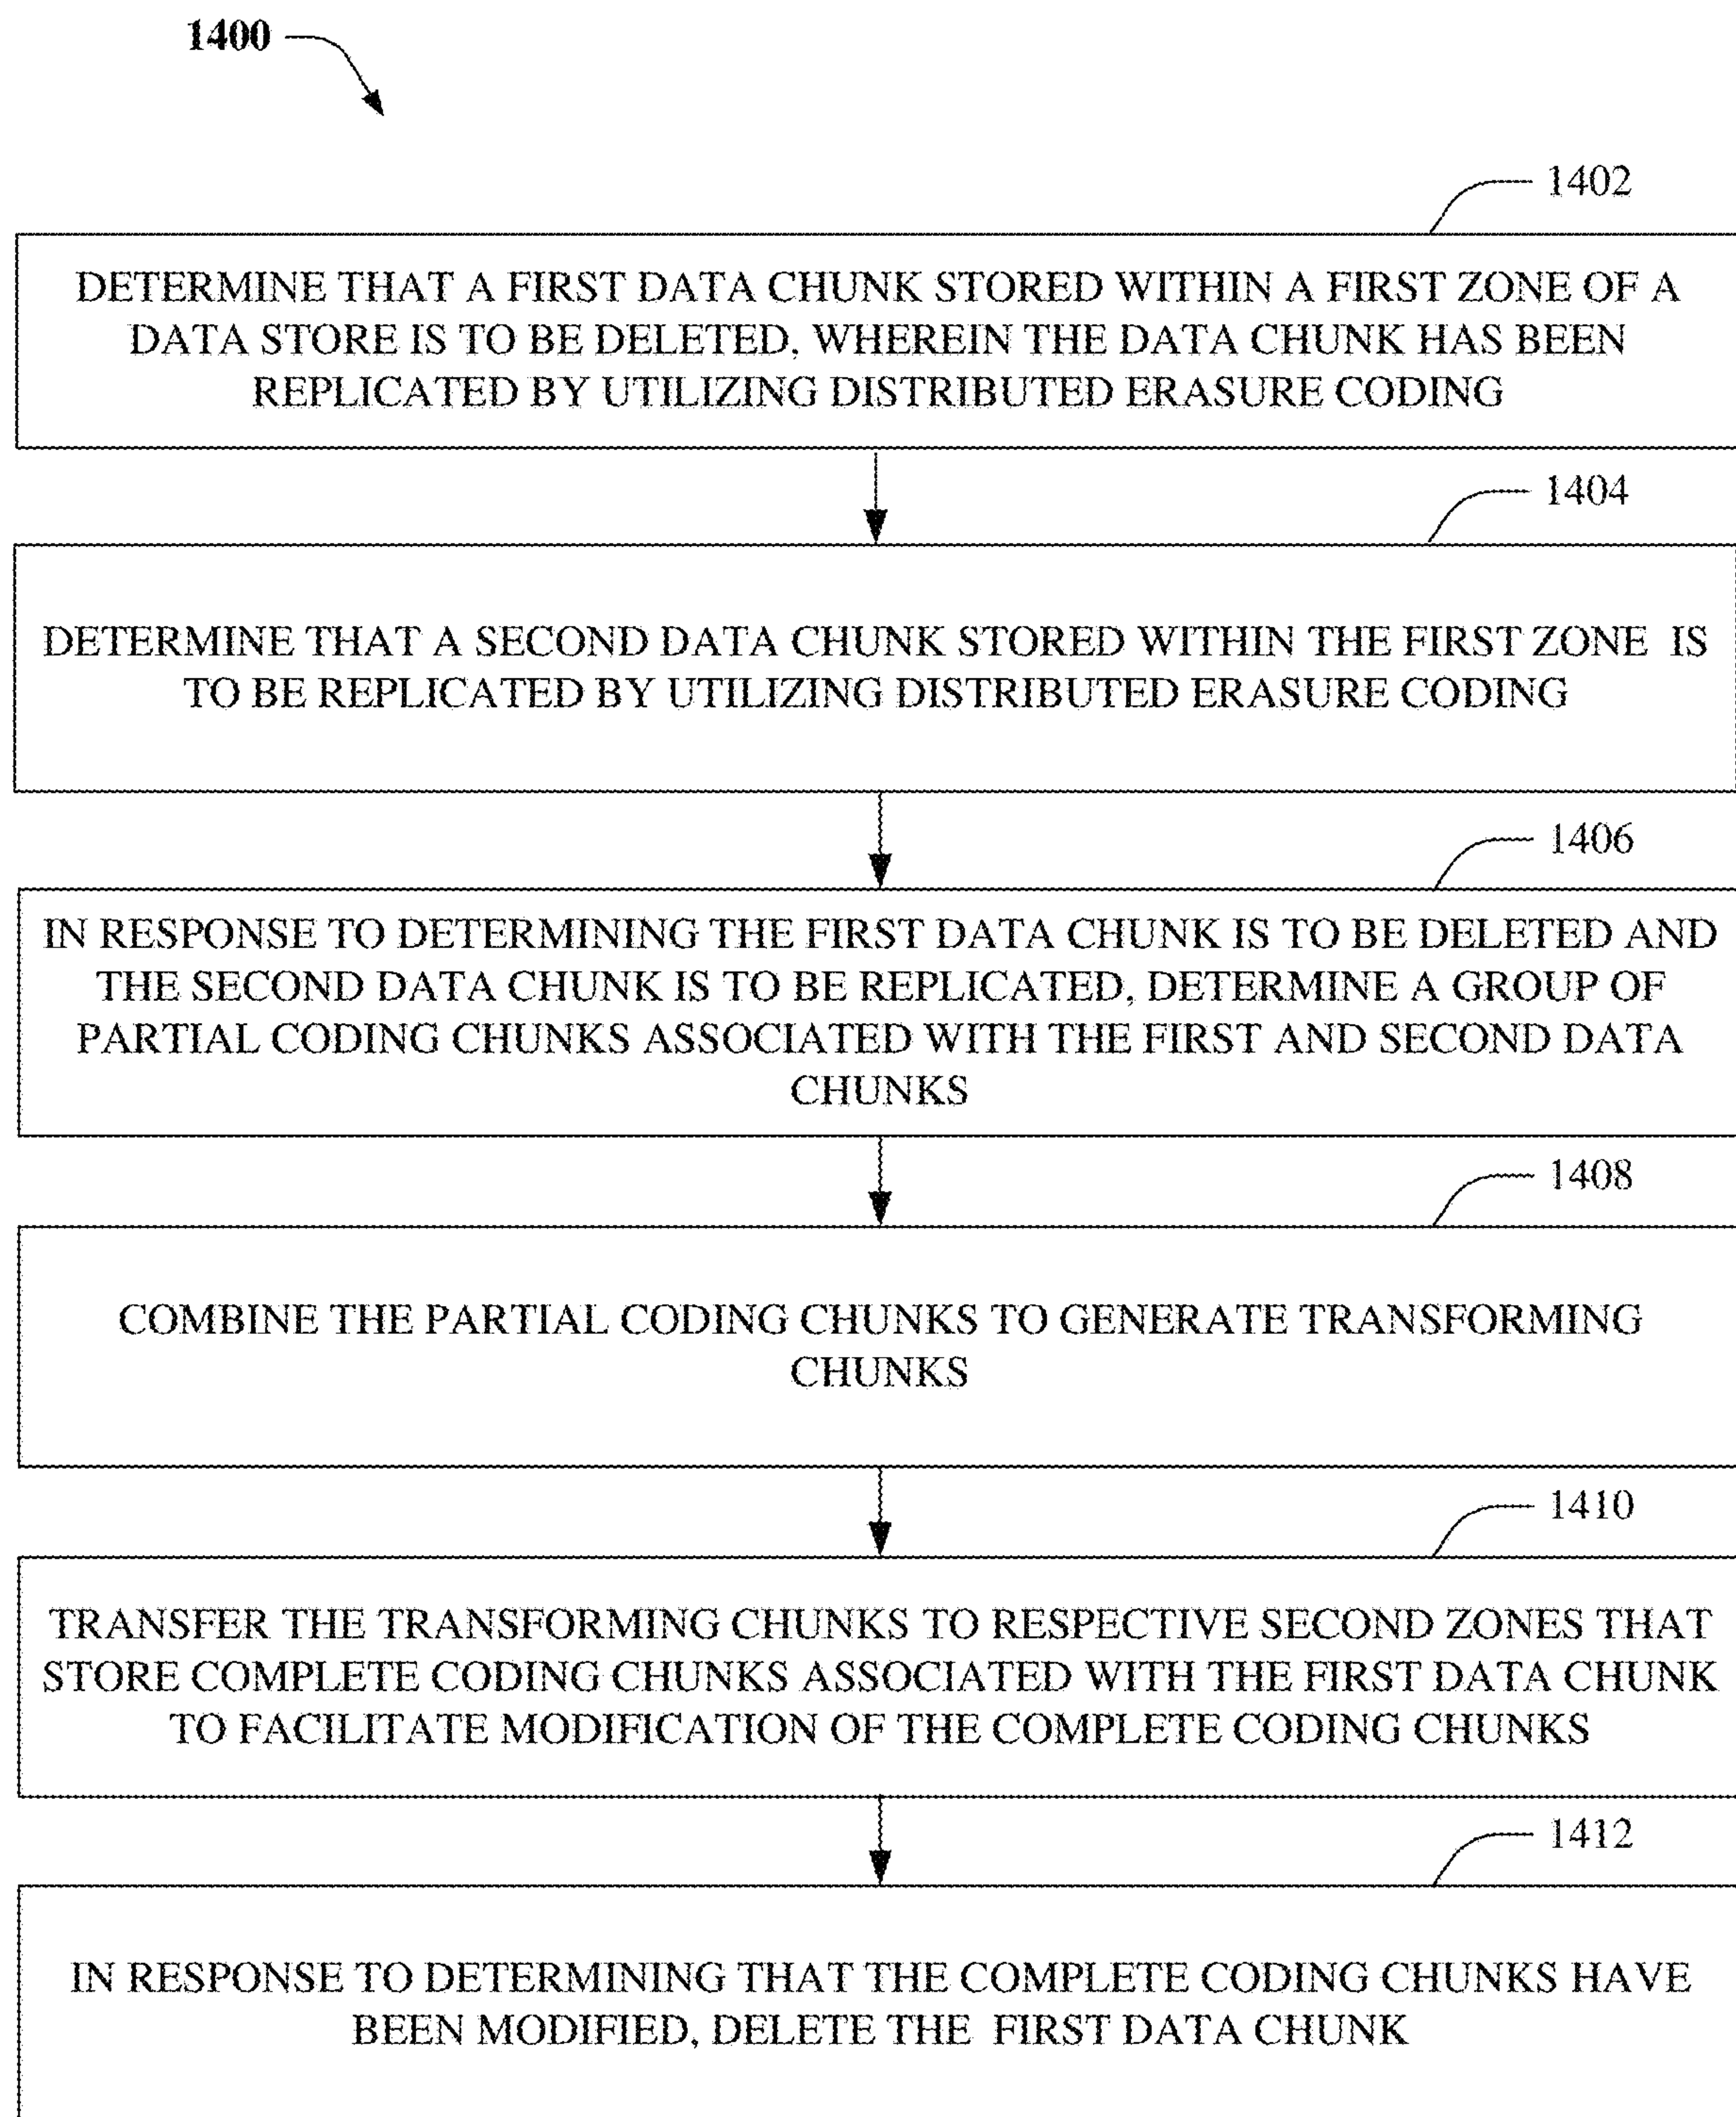 1400
1402
DETERMINE THAT A FIRST DATA CHUNK STORED WITHIN A FIRST ZONE OF A
DATA STORE IS TO BE DELETED, WHEREIN THE DATA CHUNK HAS BEEN
REPLICATED BY UTILIZING DISTRIBUTED ERASURE CODING
1404
DETERMINE THAT A SECOND DATA CHUNK STORED WITHIN THE FIRST ZONE IS
TO BE REPLICATED BY UTILIZING DISTRIBUTED ERASURE CODING
1406
IN RESPONSE TO DETERMINING THE FIRST DATA CHUNK IS TO BE DELETED AND
THE SECOND DATA CHUNK IS TO BE REPLICATED, DETERMINE A GROUP OF
PARTIAL CODING CHUNKS ASSOCIATED WITH THE FIRST AND SECOND DATA
CHUNKS
1408
COMBINE THE PARTIAL CODING CHUNKS TO GENERATE TRANSFORMING
CHUNKS
1410
TRANSFER THE TRANSFORMING CHUNKS TO RESPECTIVE SECOND ZONES THAT
STORE COMPLETE CODING CHUNKS ASSOCIATED WITH THE FIRST DATA CHUNK
TO FACILITATE MODIFICATION OF THE COMPLETE CODING CHUNKS
1412
IN RESPONSE TO DETERMINING THAT THE COMPLETE CODING CHUNKS HAVE
BEEN MODIFIED, DELETE THE FIRST DATA CHUNK